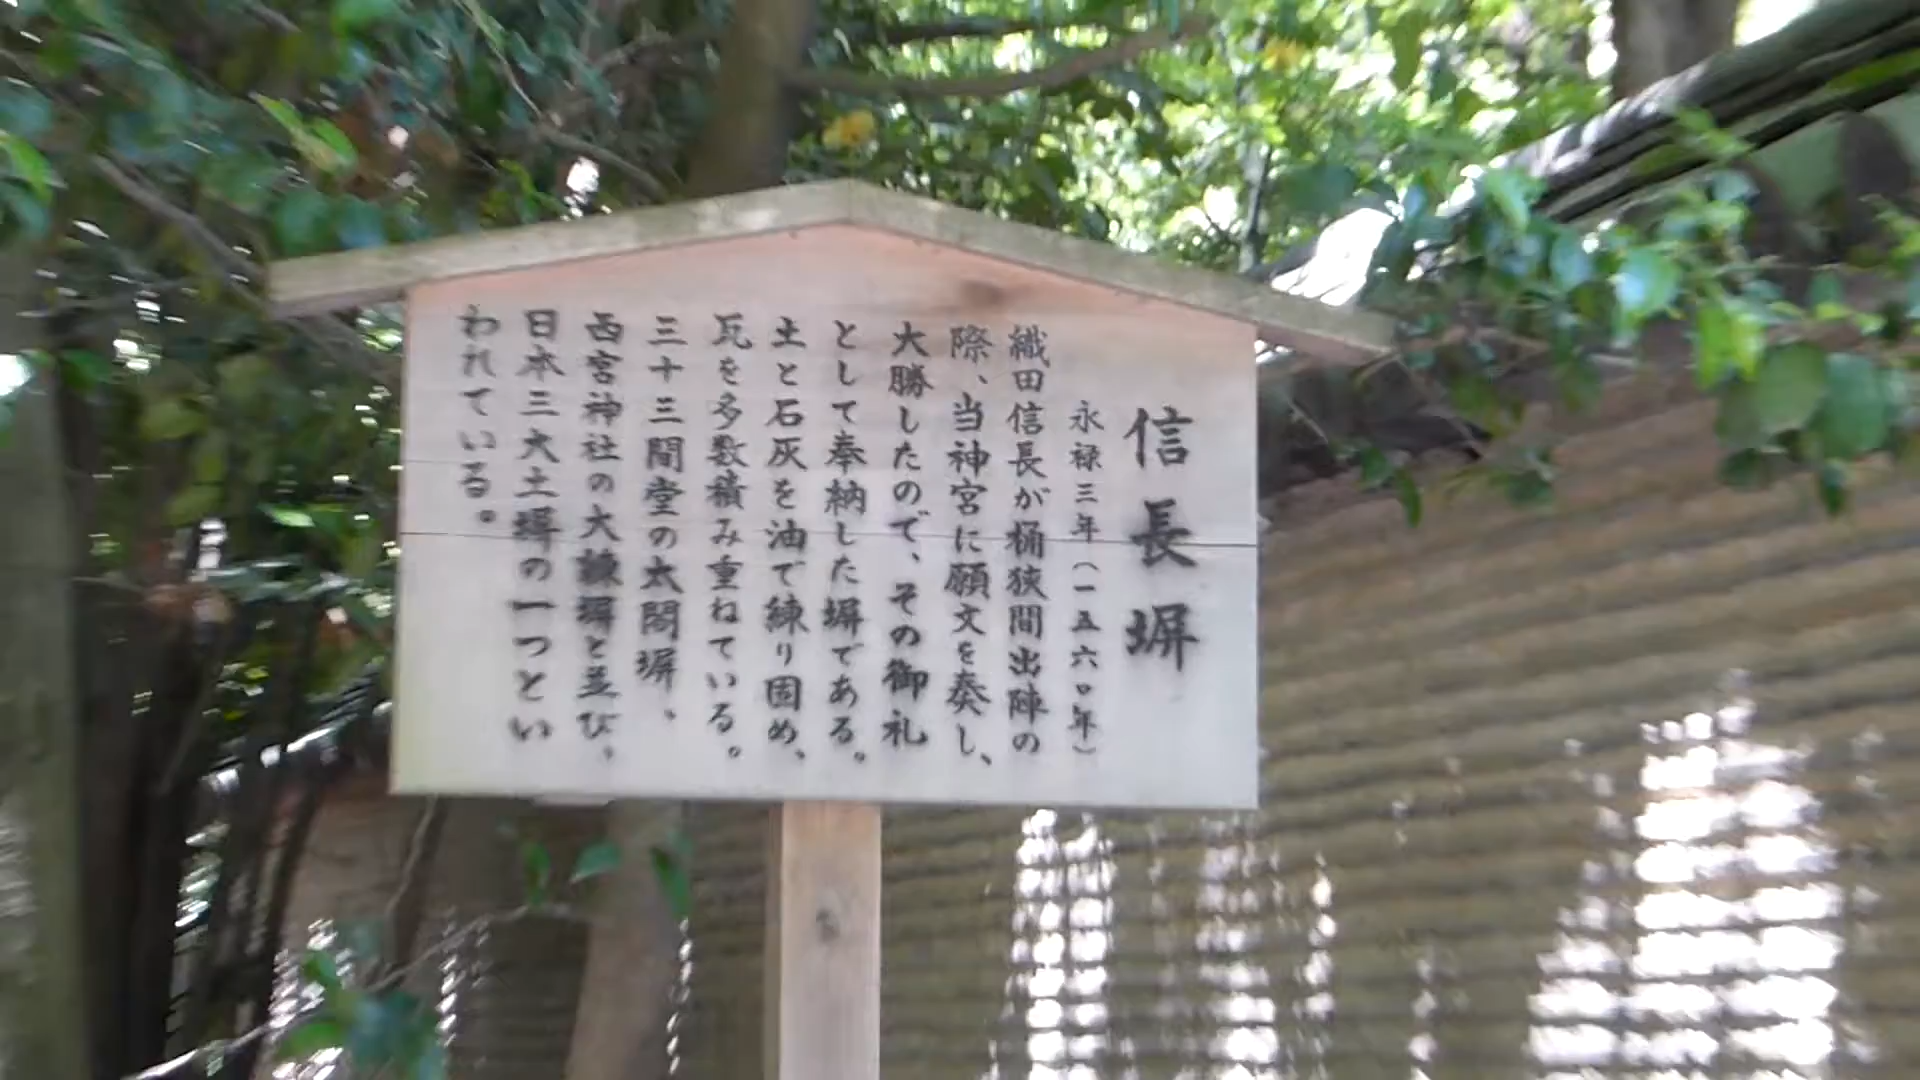 信長塀
永禄三年（一五六〇年）
織田信長が桶狭間出陣の
際、当神宮に願文を奏し、
大勝したので、その御礼
として奉納した塀である。
土と石灰を油で練り固め、
瓦を多数積み重ねている。
三十三間堂の太閤塀、
西宮神社の大練塀と並び、
日本三大土塀の一つとい
われている。